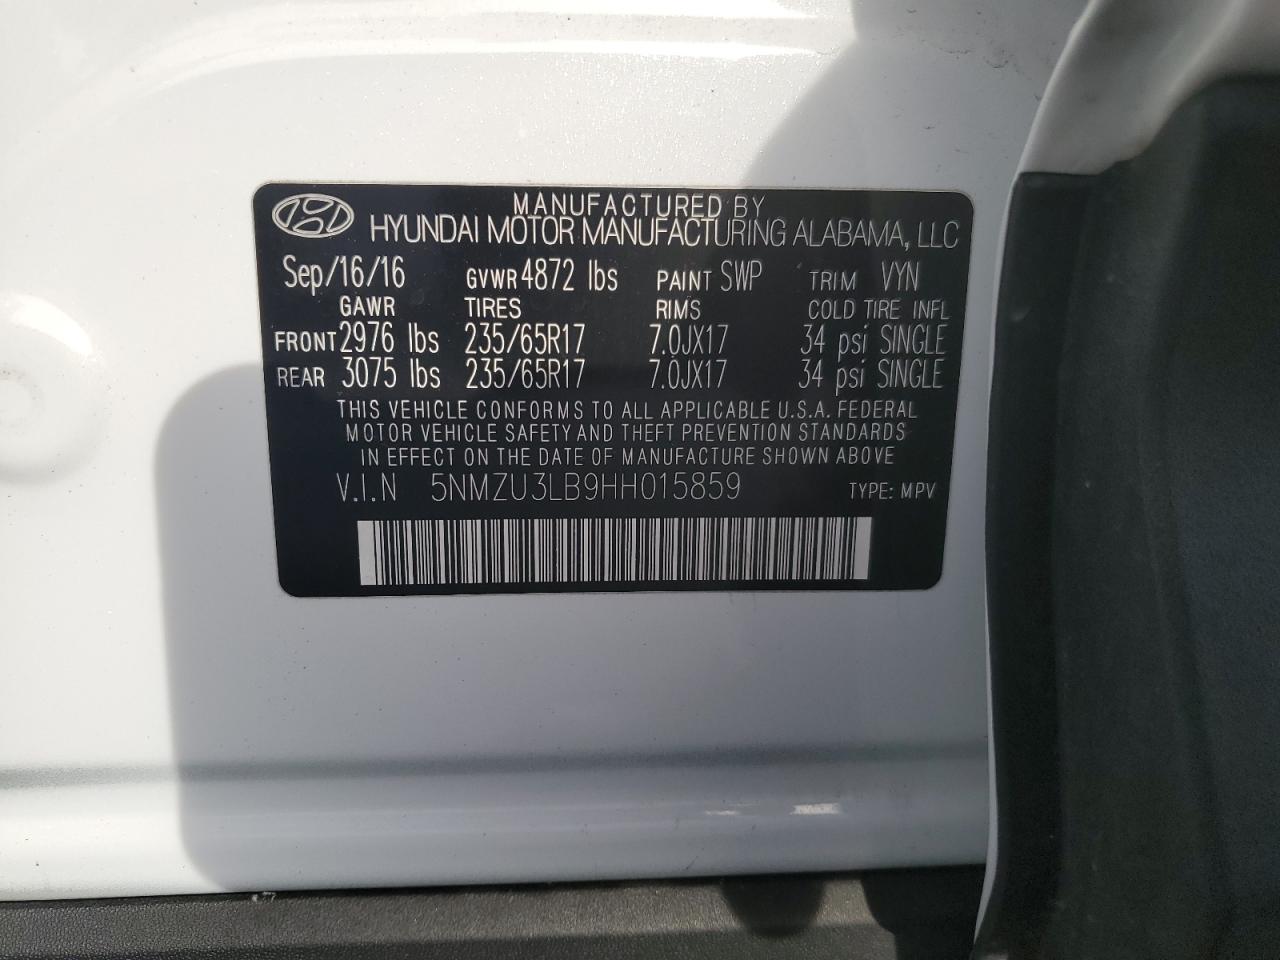 MANUFACTURED BY
HYUNDAI MOTOR MANUFACTURING ALABAMA, LLC
Sep/16/16 GVWR 4872 lbs PAINT SWP TRIM VYN
GAWR TIRES RIMS COLD TIRE INFL
FRONT 2976 lbs 235/65R17 7.0JX17 34 psi SINGLE
REAR 3075 lbs 235/65R17 7.0JX17 34 psi SINGLE
THIS VEHICLE CONFORMS TO ALL APPLICABLE U.S.A. FEDERAL
MOTOR VEHICLE SAFETY AND THEFT PREVENTION STANDARDS
IN EFFECT ON THE DATE OF MANUFACTURE SHOWN ABOVE
V.I.N 5NMZU3LB9HH015859 TYPE: MPV